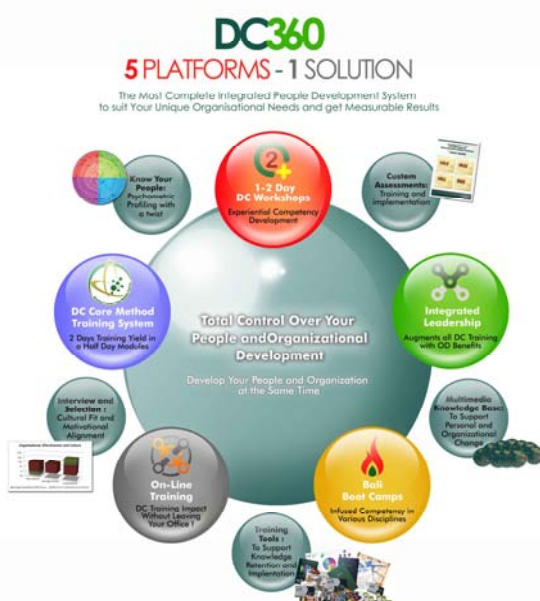 DC360
5 PLATFORMS - 1 SOLUTION
The Most Complete Integrated People Development System
to suit Your Unique Organisational Needs and get Measurable Results
Know Your
People:
Psychometric
Profiling with
a twist
2+
1-2 Day
DC Workshops
Experiential Competency
Development
Custom
Assessments:
Training and
implementation
DC Core Method
Training System
2 Days Training Yield in
a Half Day Modules
Total Control Over Your
People andOrganizational
Development
Develop Your People and Organization
at the Same Time
Integrated
Leadership
Augments all DC Training
with OD Benefits
Interview and
Selection :
Cultural Fit and
Motivational
Alignment
Multimedia
Knowledge Base:
To Support
Personal and
Organizational
Change
On-Line
Training
DC Training Impact
Without Leaving
Your Office !
Bali
Boot Camps
Infused Competency in
Various Disciplines
Training
Tools :
To Support
Knowledge
Retention and
Implentation